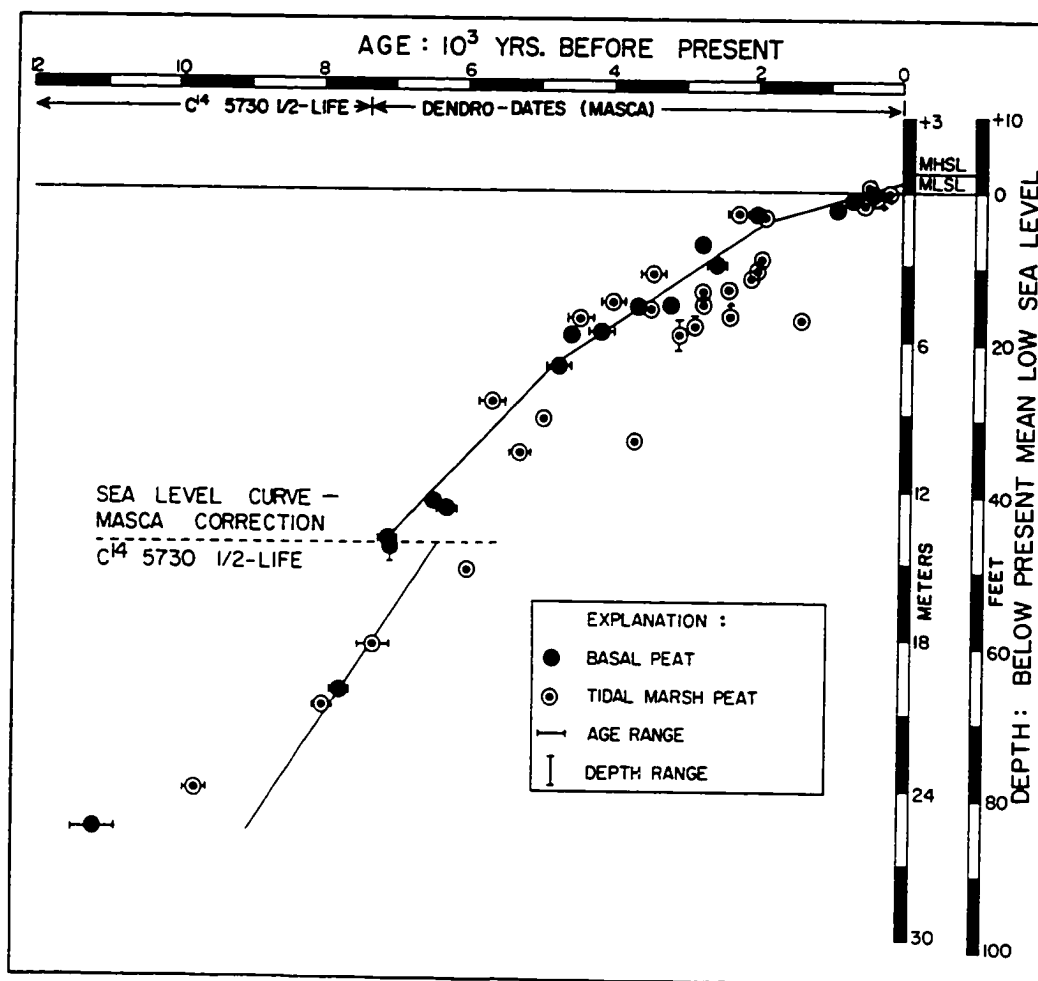 AGE : 10³ YRS. BEFORE PRESENT
12 10 8 6 4 2 0
C¹⁴ 5730 1/2-LIFE DENDRO-DATES (MASCA)
+3 +10
MHSL
MLSL 0
6 20
12 40
18 60
24 80
30 100
METERS
FEET
DEPTH : BELOW PRESENT MEAN LOW SEA LEVEL
SEA LEVEL CURVE –
MASCA CORRECTION
C¹⁴ 5730 1/2-LIFE
EXPLANATION :
BASAL PEAT
TIDAL MARSH PEAT
AGE RANGE
DEPTH RANGE